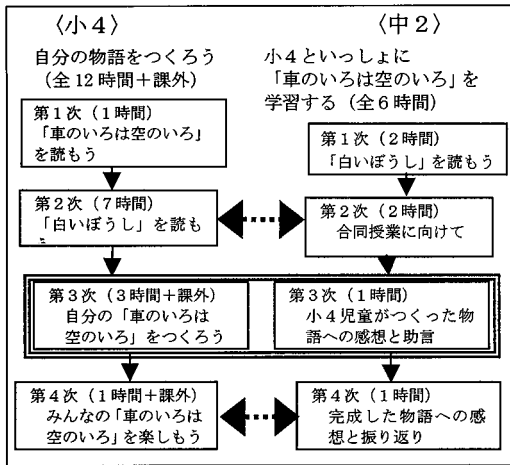 〈小4〉
自分の物語をつくろう
(全12時間+課外)
第1次(1時間)
「車のいろは空のいろ」
を読もう
第2次(7時間)
「白いぼうし」を読も
第3次(3時間+課外)
自分の「車のいろは
空のいろ」をつくろう
第4次(1時間+課外)
みんなの「車のいろは
空のいろ」を楽しもう
〈中2〉
小4といっしょに
「車のいろは空のいろ」を
学習する(全6時間)
第1次(2時間)
「白いぼうし」を読もう
第2次(2時間)
合同授業に向けて
第3次(1時間)
小4児童がつくった物
語への感想と助言
第4次(1時間)
完成した物語への感
想と振り返り